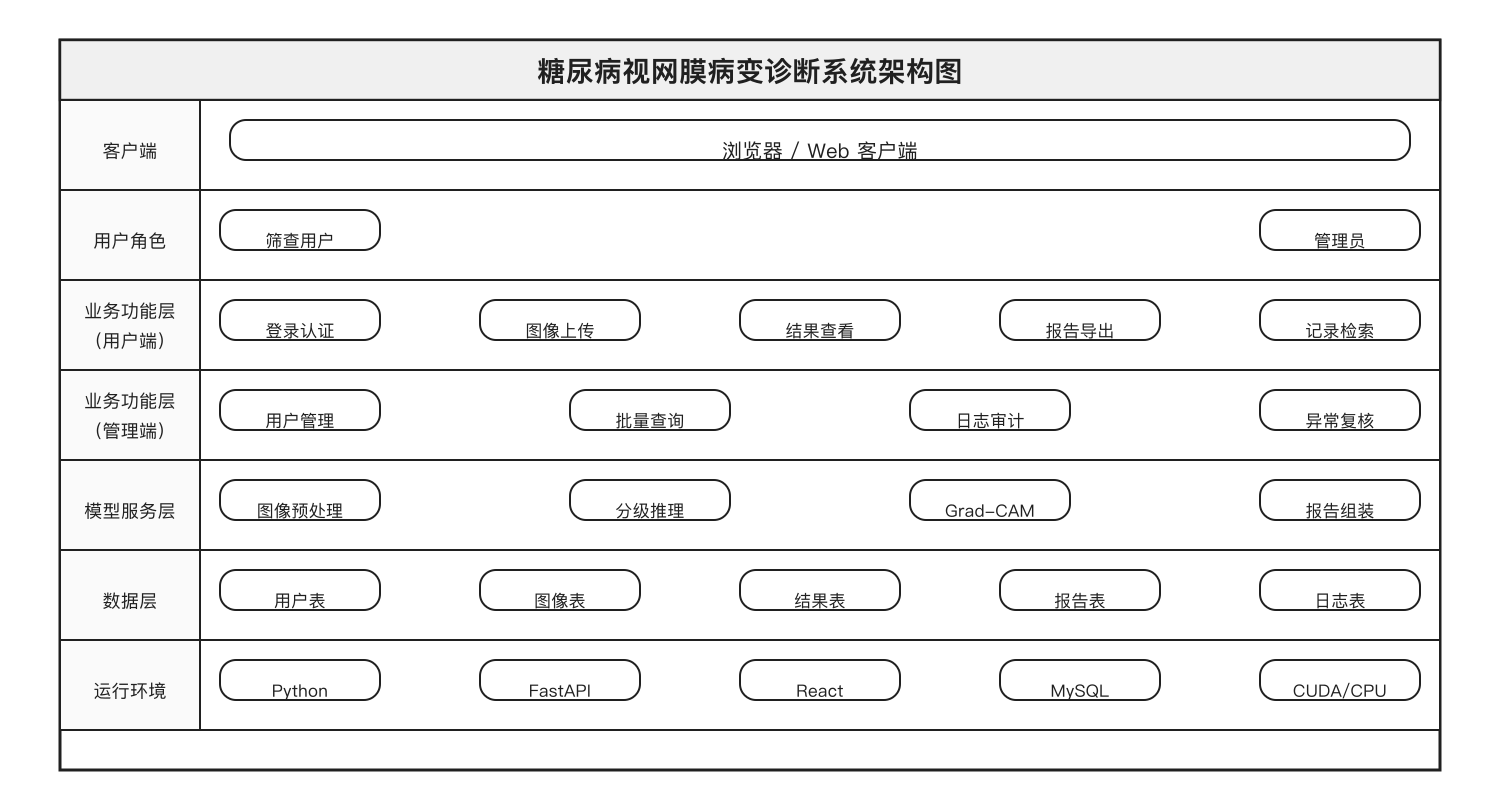 糖尿病视网膜病变诊断系统架构图
客户端
浏览器 / Web 客户端
用户角色
筛查用户
管理员
业务功能层
（用户端）
登录认证
图像上传
结果查看
报告导出
记录检索
业务功能层
（管理端）
用户管理
批量查询
日志审计
异常复核
模型服务层
图像预处理
分级推理
Grad-CAM
报告组装
数据层
用户表
图像表
结果表
报告表
日志表
运行环境
Python
FastAPI
React
MySQL
CUDA/CPU